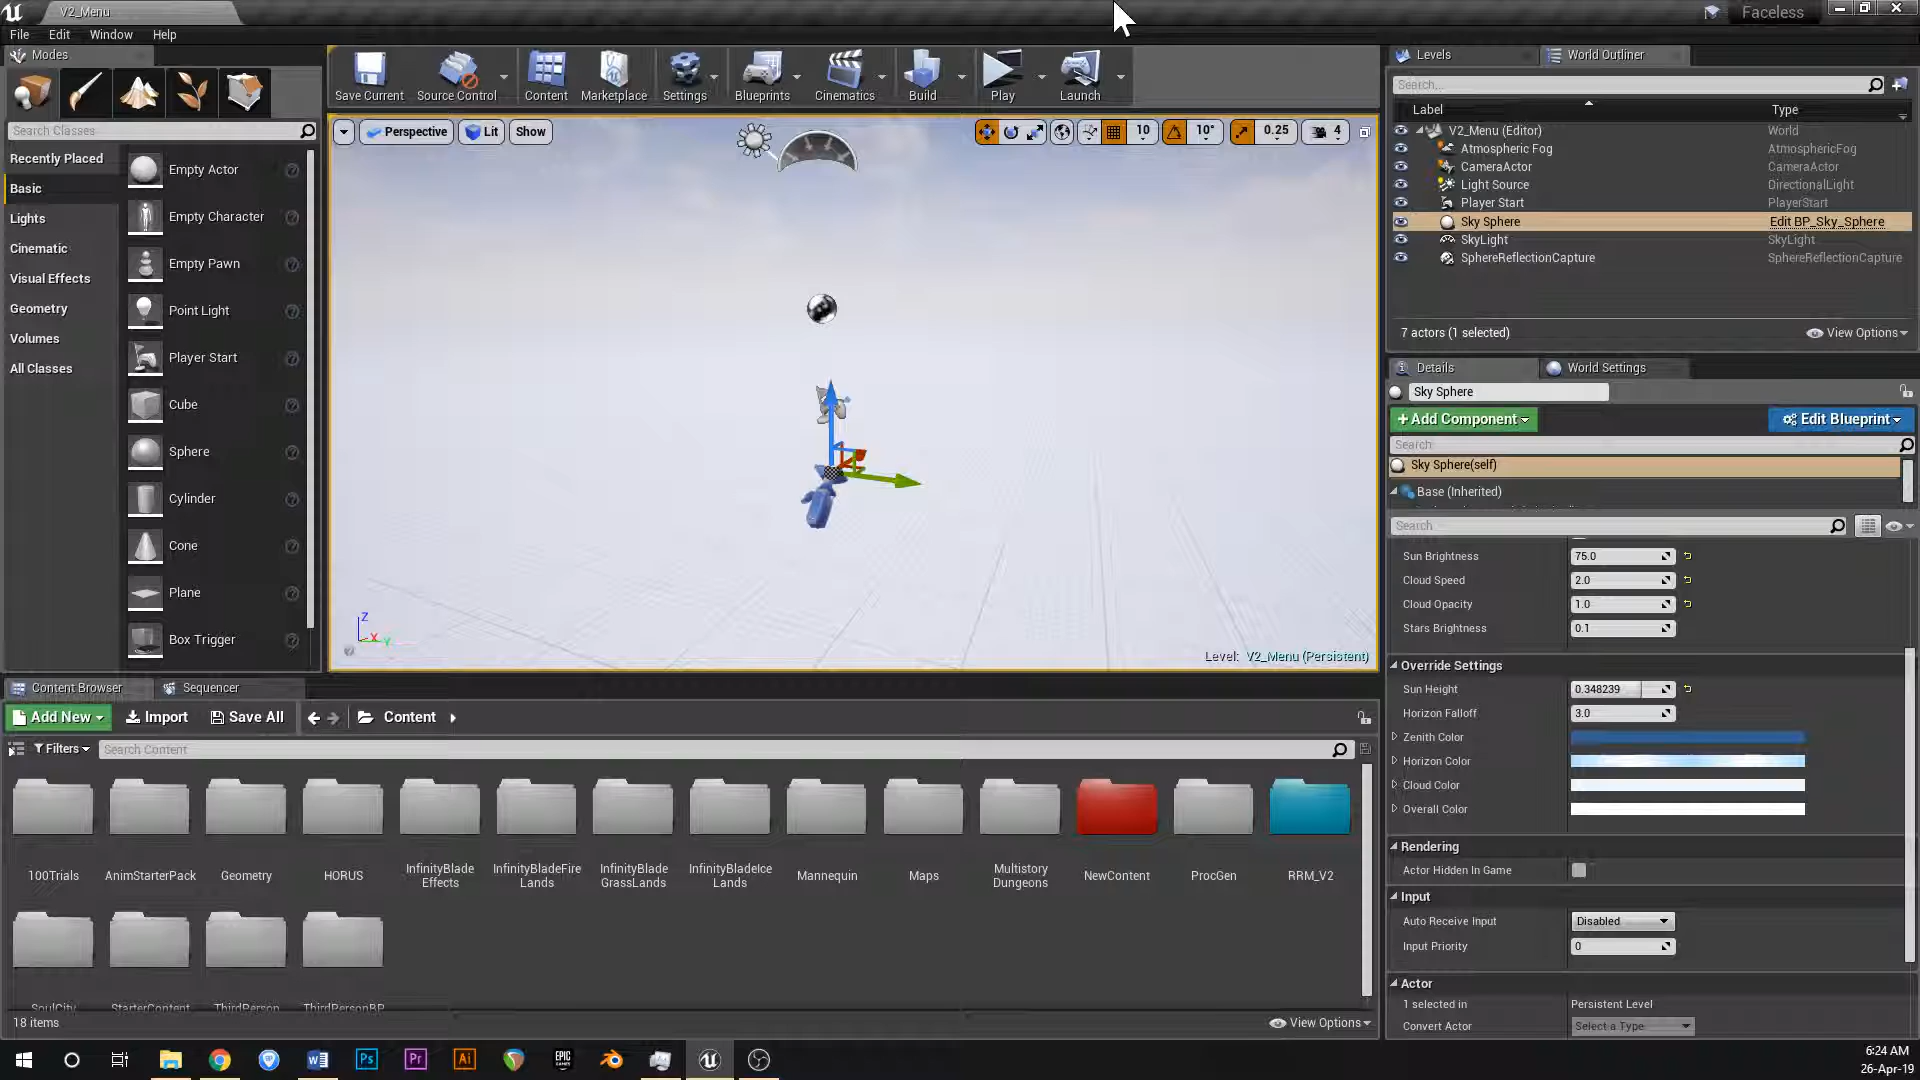 V2_Menu
Faceless
File Edit Window Help
Modes
Search Classes
Recently Placed
Basic
Lights
Cinematic
Visual Effects
Geometry
Volumes
All Classes
Empty Actor
Empty Character
Empty Pawn
Point Light
Player Start
Cube
Sphere
Cylinder
Cone
Plane
Box Trigger
Save Current
Source Control
Content
Marketplace
Settings
Blueprints
Cinematics
Build
Play
Launch
Perspective
Lit
Show
10
10°
0.25
4
Z
X
Y
Level: V2_Menu (Persistent)
Levels
World Outliner
Search...
Label Type
V2_Menu (Editor) World
Atmospheric Fog AtmosphericFog
CameraActor CameraActor
Light Source DirectionalLight
Player Start PlayerStart
Sky Sphere Edit BP_Sky_Sphere
SkyLight SkyLight
SphereReflectionCapture SphereReflectionCapture
7 actors (1 selected)
View Options
Details
World Settings
Sky Sphere
+Add Component
Edit Blueprint
Search
Sky Sphere(self)
Base (Inherited)
Search
Sun Brightness 75.0
Cloud Speed 2.0
Cloud Opacity 1.0
Stars Brightness 0.1
Override Settings
Sun Height 0.348239
Horizon Falloff 3.0
Zenith Color
Horizon Color
Cloud Color
Overall Color
Rendering
Actor Hidden In Game
Input
Auto Receive Input Disabled
Input Priority 0
Actor
1 selected in Persistent Level
Convert Actor Select a Type
Content Browser
Sequencer
Add New
Import
Save All
Content
Filters
Search Content
100Trials
AnimStarterPack
Geometry
HORUS
InfinityBlade
Effects
InfinityBladeFire
Lands
InfinityBlade
GrassLands
InfinityBladeIce
Lands
Mannequin
Maps
Multistory
Dungeons
NewContent
ProcGen
RRM_V2
SoulCity
StarterContent
ThirdPerson
ThirdPersonBP
18 items
View Options
Ps
Pr
Ai
EPIC
GAMES
6:24 AM
26-Apr-19